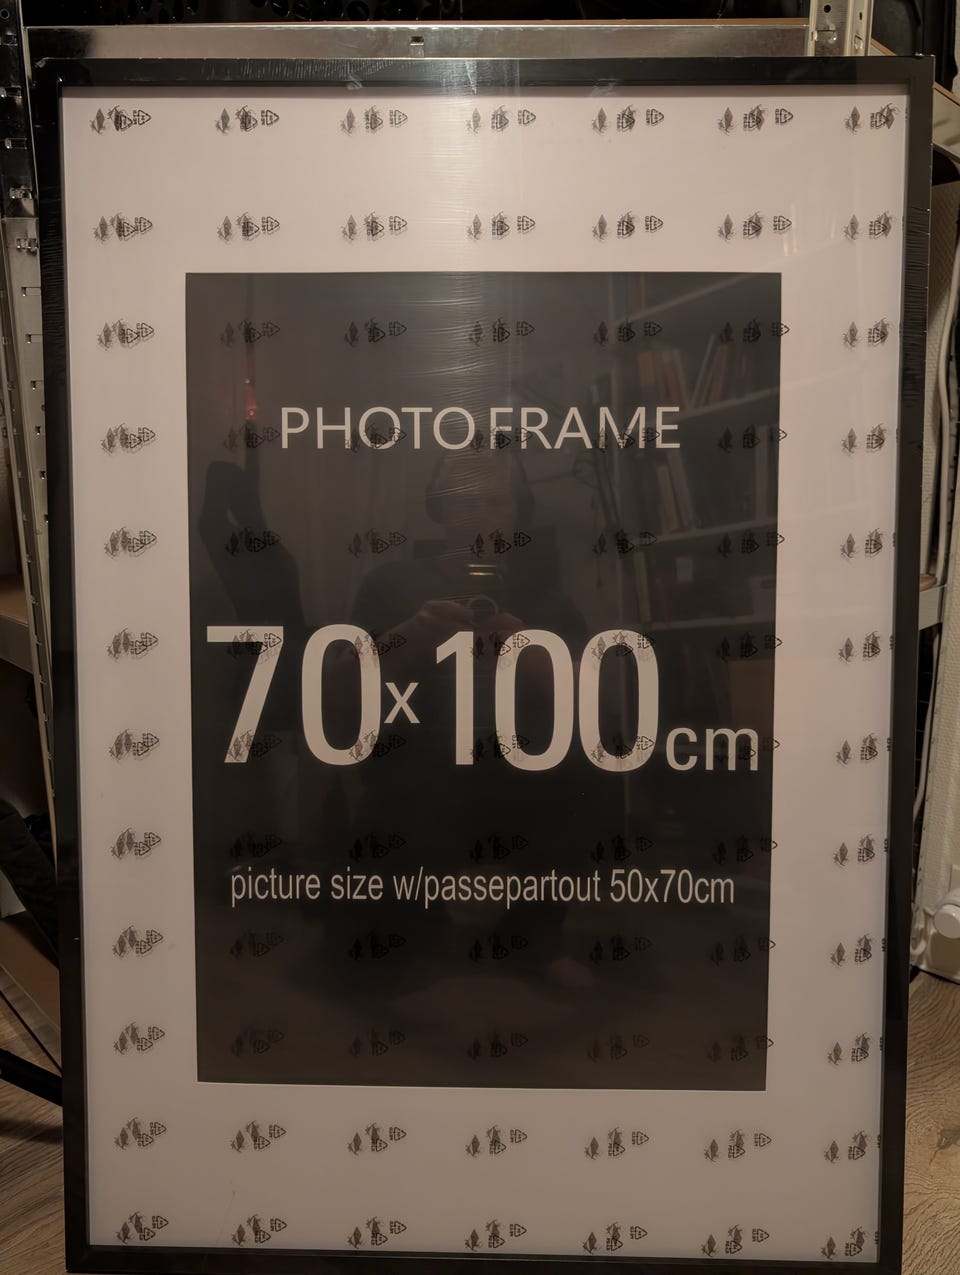 PHOTO FRAME
70x100cm
picture size w/passepartout 50x70cm